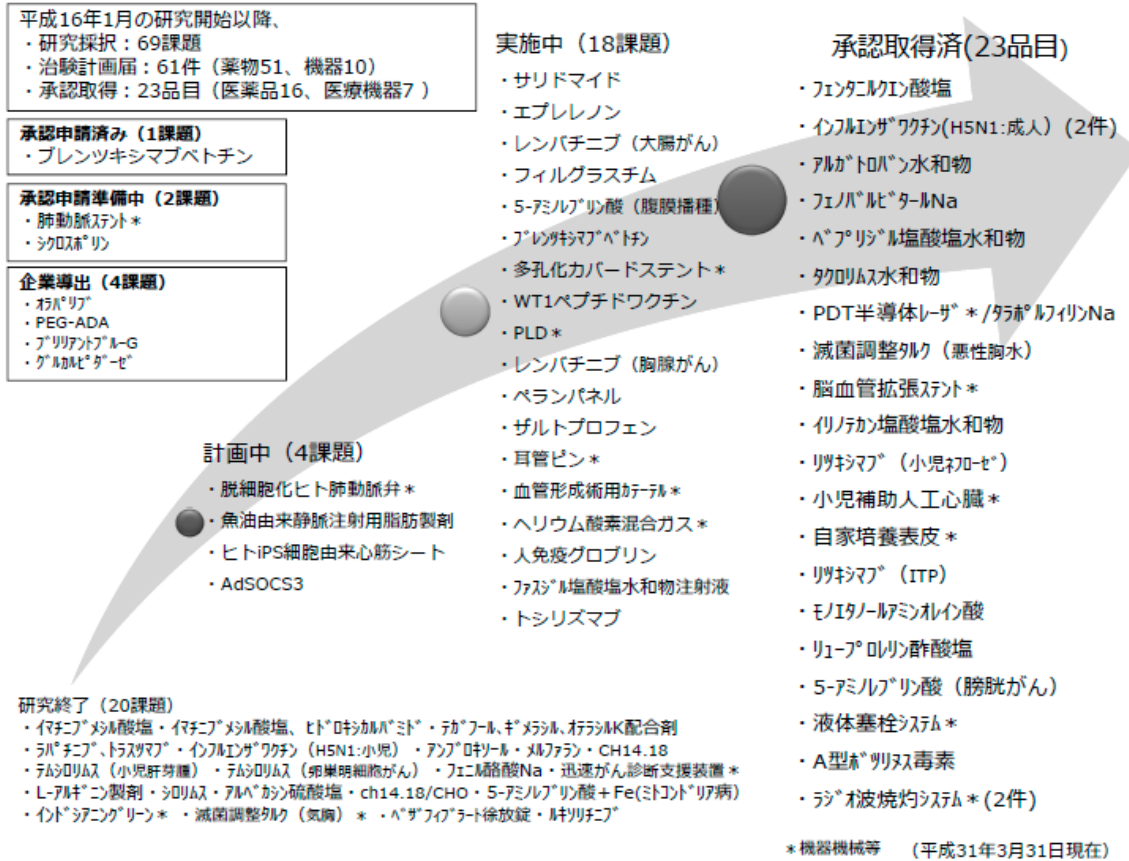 平成16年1月の研究開始以降、
・研究採択：69課題
・治験計画届：61件（薬物51、機器10）
・承認取得：23品目（医薬品16、医療機器7 ）
承認申請済み（1課題）
・ブレンツキシマブベトチン
承認申請準備中（2課題）
・肺動脈ｽﾃﾝﾄ＊
・ｼｸﾛｽﾎﾟﾘﾝ
企業導出（4課題）
・ｵﾗﾊﾟﾘﾌﾞ
・PEG-ADA
・ﾌﾞﾘﾘｱﾝﾄﾌﾞﾙｰG
・ｸﾞﾙｶﾙﾋﾟﾀﾞｰｾﾞ
計画中（4課題）
・脱細胞化ヒト肺動脈弁＊
・魚油由来静脈注射用脂肪製剤
・ヒトiPS細胞由来心筋シート
・AdSOCS3
実施中（18課題）
・サリドマイド
・エプレレノン
・レンバチニブ（大腸がん）
・フィルグラスチム
・5-ｱﾐﾉﾚﾌﾞﾘﾝ酸（腹膜播種）
・ﾌﾞﾚﾝﾂｷｼﾏﾌﾞﾍﾞﾄﾁﾝ
・多孔化カバードステント＊
・WT1ペプチドワクチン
・PLD＊
・レンバチニブ（胸腺がん）
・ペランパネル
・ザルトプロフェン
・耳管ピン＊
・血管形成術用ｶﾃｰﾃﾙ＊
・ヘリウム酸素混合ガス＊
・人免疫グロブリン
・ﾌｧｽｼﾞﾙ塩酸塩水和物注射液
・トシリズマブ
承認取得済(23品目)
・ﾌｪﾝﾀﾆﾙｸｴﾝ酸塩
・ｲﾝﾌﾙｴﾝｻﾞﾜｸﾁﾝ(H5N1:成人）(2件)
・ｱﾙｶﾞﾄﾛﾊﾞﾝ水和物
・ﾌｪﾉﾊﾞﾙﾋﾞﾀｰﾙNa
・ﾍﾞﾌﾟﾘｼﾞﾙ塩酸塩水和物
・ﾀｸﾛﾘﾑｽ水和物
・PDT半導体ﾚｰｻﾞ＊/ﾀﾗﾎﾟﾙﾌｨﾘﾝNa
・滅菌調整ﾀﾙｸ（悪性胸水）
・脳血管拡張ｽﾃﾝﾄ＊
・ｲﾘﾉﾃｶﾝ塩酸塩水和物
・ﾘﾂｷｼﾏﾌﾞ（小児ﾈﾌﾛｰｾﾞ）
・小児補助人工心臓＊
・自家培養表皮＊
・ﾘﾂｷｼﾏﾌﾞ（ITP）
・ﾓﾉｴﾀﾉｰﾙｱﾐﾝｵﾚｲﾝ酸
・ﾘｭｰﾌﾟﾛﾚﾘﾝ酢酸塩
・5-ｱﾐﾉﾚﾌﾞﾘﾝ酸（膀胱がん）
・液体塞栓ｼｽﾃﾑ＊
・A型ﾎﾞﾂﾘﾇｽ毒素
・ﾗｼﾞｵ波焼灼ｼｽﾃﾑ＊(2件)
研究終了（20課題）
・ｲﾏﾁﾆﾌﾞﾒｼﾙ酸塩・ｲﾏﾁﾆﾌﾞﾒｼﾙ酸塩、ﾋﾄﾞﾛｷｼｶﾙﾊﾞﾐﾄﾞ・ﾃｶﾞﾌｰﾙ、ｷﾞﾒﾗｼﾙ、ｵﾃﾗｼﾙK配合剤
・ﾗﾊﾟﾁﾆﾌﾞ、ﾄﾗｽﾂﾏﾌﾞ・ｲﾝﾌﾙｴﾝｻﾞﾜｸﾁﾝ（H5N1:小児）・ｱﾝﾌﾞﾛｷｿｰﾙ・ﾒﾙﾌｧﾗﾝ・CH14.18
・ﾃﾑｼﾛﾘﾑｽ（小児肝芽腫）・ﾃﾑｼﾛﾘﾑｽ（卵巣明細胞がん）・ﾌｪﾆﾙ酪酸Na・迅速がん診断支援装置＊
・L-ｱﾙｷﾞﾆﾝ製剤・ｼﾛﾘﾑｽ・ｱﾙﾍﾞｶｼﾝ硫酸塩・ch14.18/CHO・5-ｱﾐﾉﾚﾌﾞﾘﾝ酸＋Fe(ﾐﾄｺﾝﾄﾞﾘｱ病)
・ｲﾝﾄﾞｼｱﾆﾝｸﾞﾘｰﾝ＊ ・滅菌調整ﾀﾙｸ（気胸）＊ ・ﾍﾞｻﾞﾌｨﾌﾞﾗｰﾄ徐放錠・ﾙｷｿﾘﾁﾆﾌﾞ
＊機器機械等 （平成31年3月31日現在）